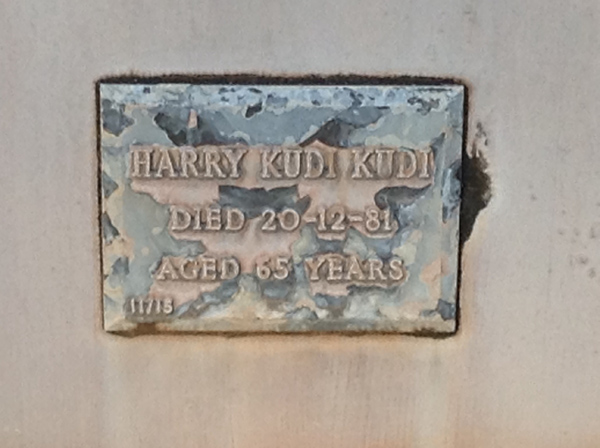 HARRY KUDI KUDI
DIED 20-12-81
AGED 65 YEARS
11/15